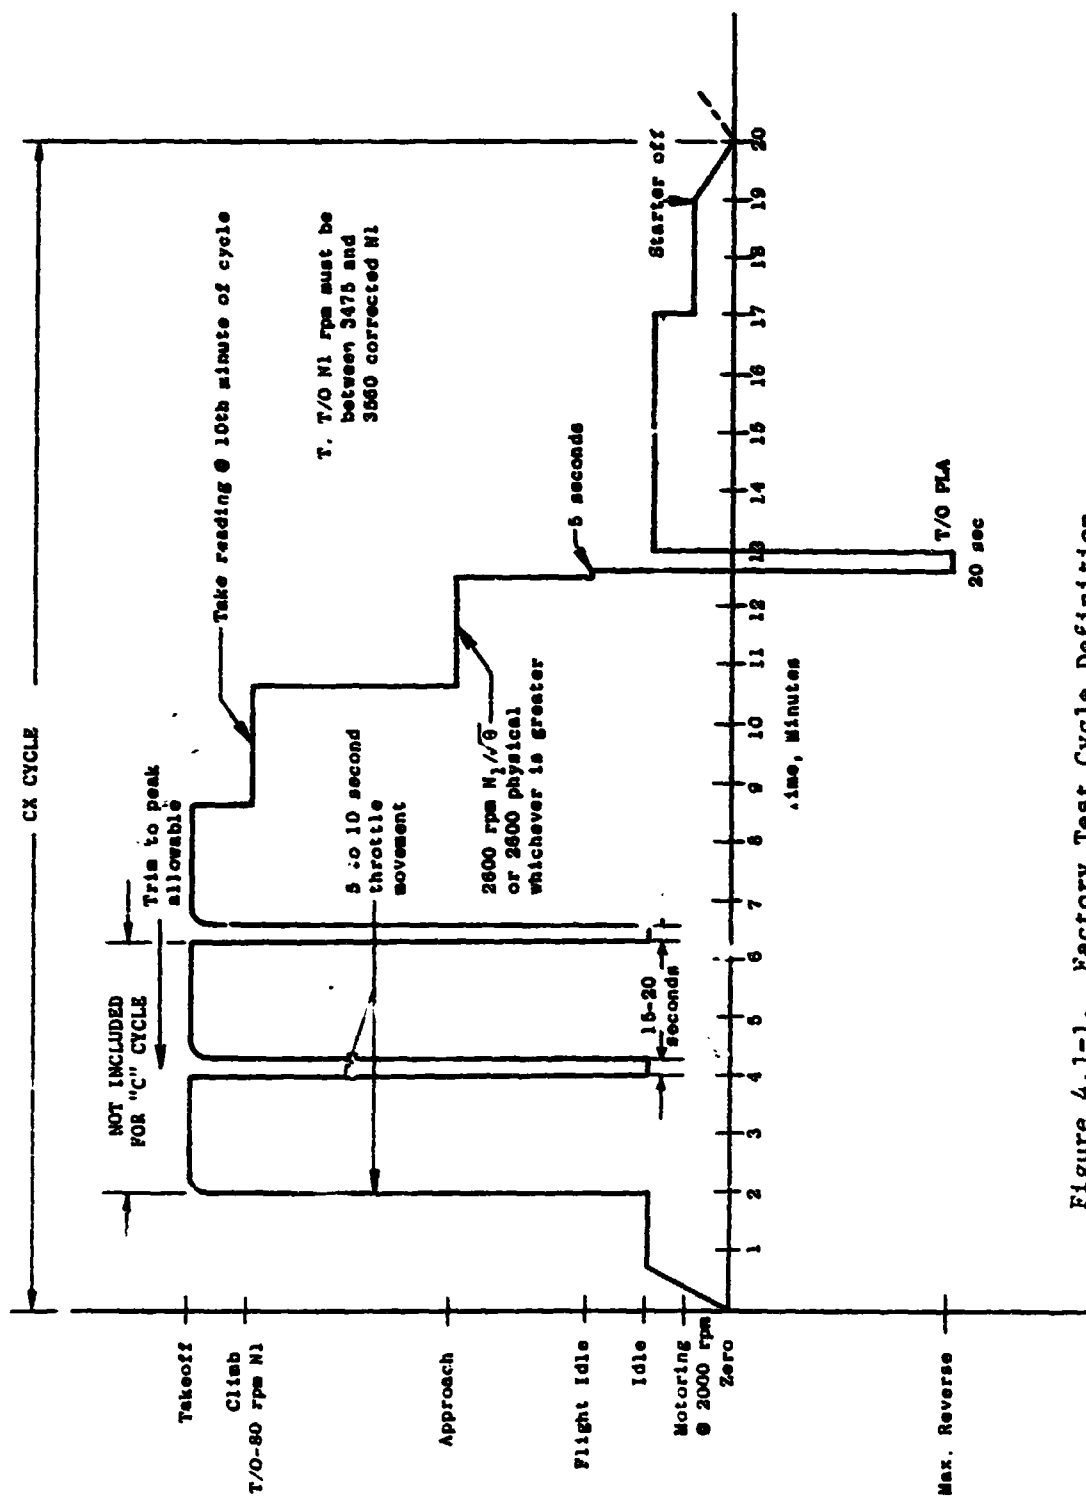 CX CYCLE
NOT INCLUDED
FOR "C" CYCLE
Trim to peak
allowable
Take reading @ 10th minute of cycle
T. T/O N1 rpm must be
between 3475 and
3560 corrected N1
5 to 10 second
throttle
movement
2600 rpm N1/√θ
or 2600 physical
whichever is greater
5 seconds
15-20
seconds
Starter off
T/O PLA
20 sec
Takeoff
Climb
T/O-80 rpm N1
Approach
Flight Idle
Idle
Motoring
@ 2000 rpm
Zero
Max. Reverse
1 2 3 4 5 6 7 8 9 10 11 12 13 14 15 16 17 18 19 20
Time, Minutes
Figure 4.1-1. Factory Test Cycle Definition